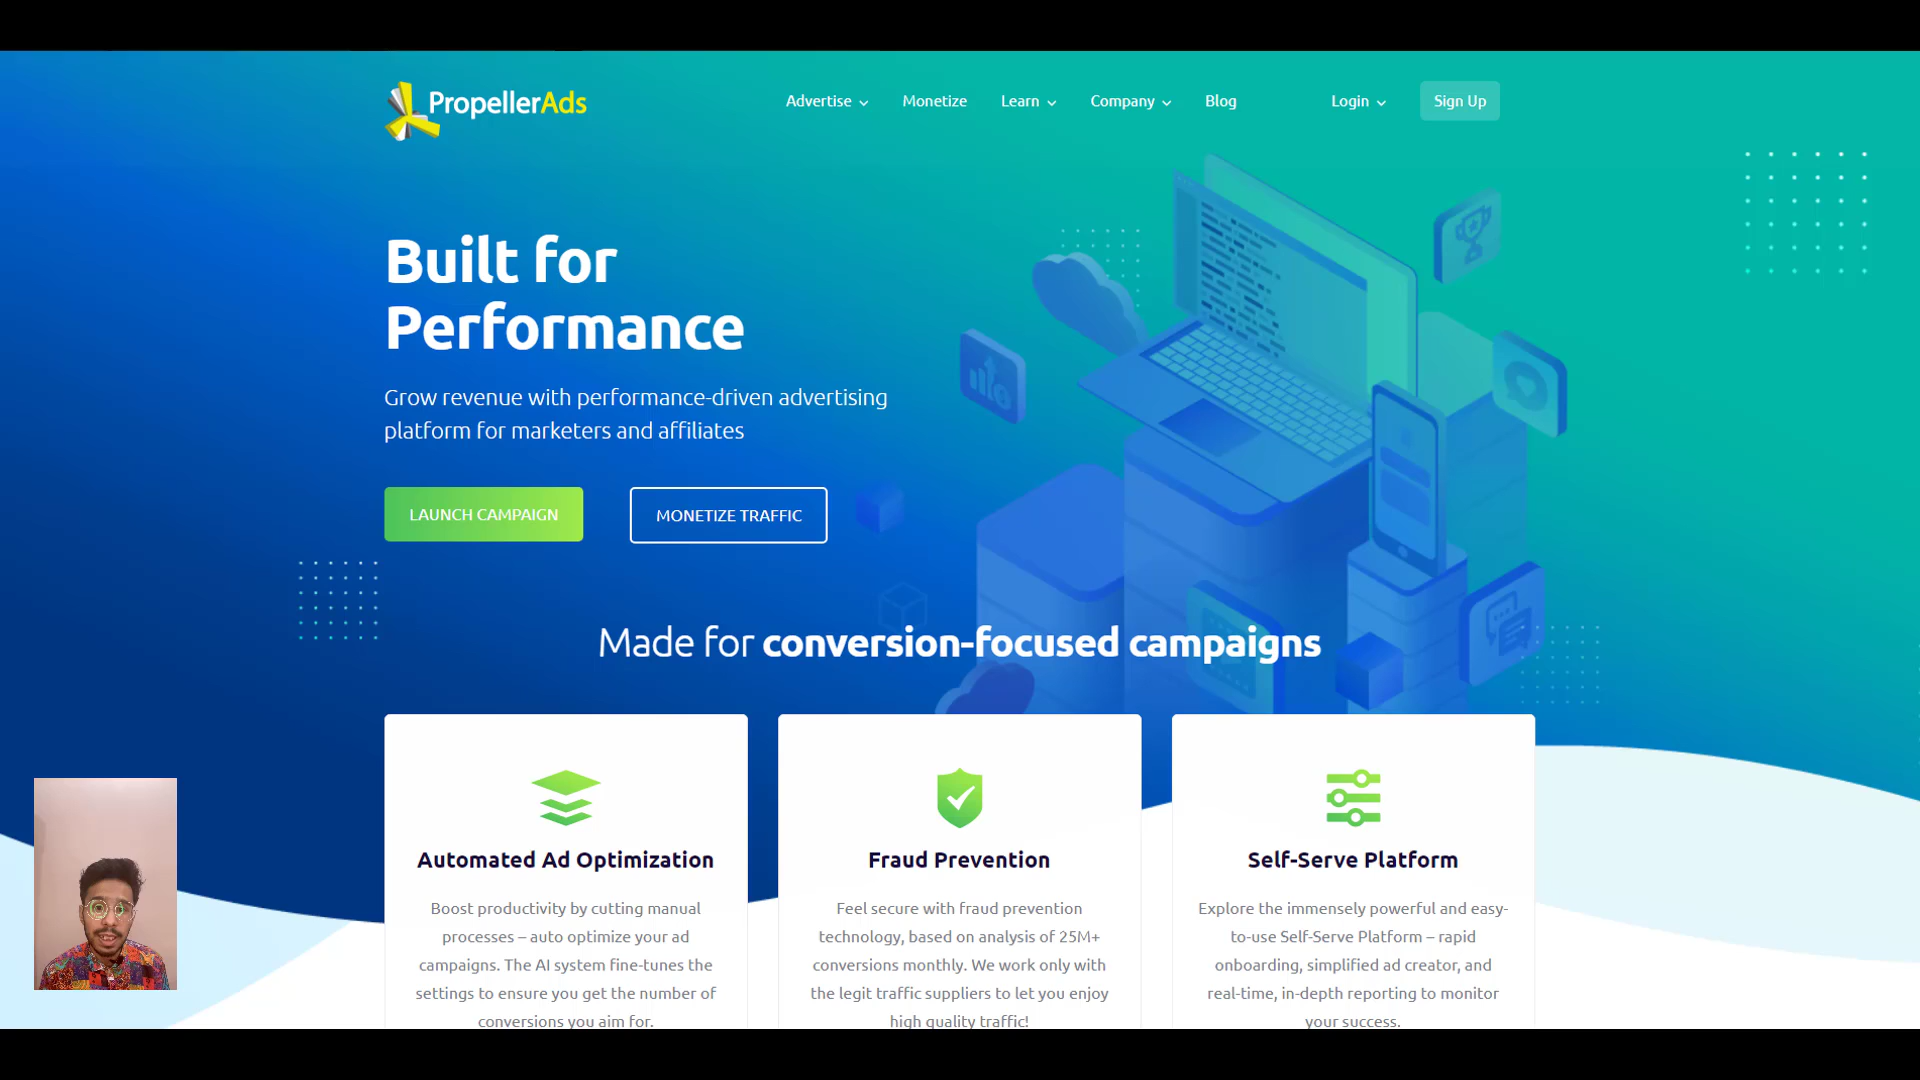 PropellerAds
Advertise
Monetize
Learn
Company
Blog
Login
Sign Up
Built for
Performance
Grow revenue with performance-driven advertising
platform for marketers and affiliates
LAUNCH CAMPAIGN
MONETIZE TRAFFIC
Made for conversion-focused campaigns
Automated Ad Optimization
Boost productivity by cutting manual
processes – auto optimize your ad
campaigns. The AI system fine-tunes the
settings to ensure you get the number of
conversions you aim for.
Fraud Prevention
Feel secure with fraud prevention
technology, based on analysis of 25M+
conversions monthly. We work only with
the legit traffic suppliers to let you enjoy
high quality traffic!
Self-Serve Platform
Explore the immensely powerful and easy-
to-use Self-Serve Platform – rapid
onboarding, simplified ad creator, and
real-time, in-depth reporting to monitor
your success.